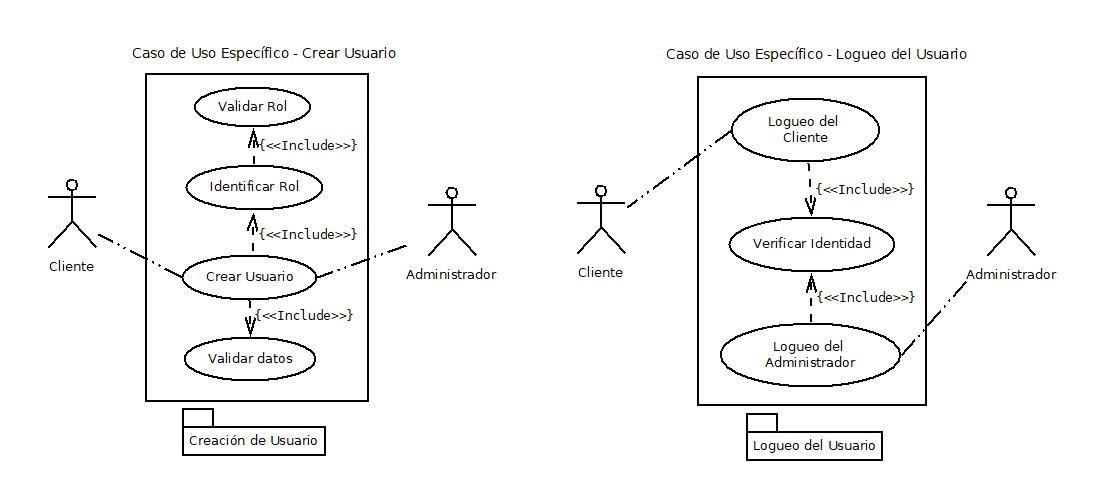 Caso de Uso Específico - Crear Usuario
Validar Rol
{<<Include>>}
Identificar Rol
{<<Include>>}
Cliente
Crear Usuario
Administrador
{<<Include>>}
Validar datos
Creación de Usuario
Caso de Uso Específico - Logueo del Usuario
Logueo del
Cliente
{<<Include>>}
Verificar Identidad
Cliente
Administrador
{<<Include>>}
Logueo del
Administrador
Logueo del Usuario